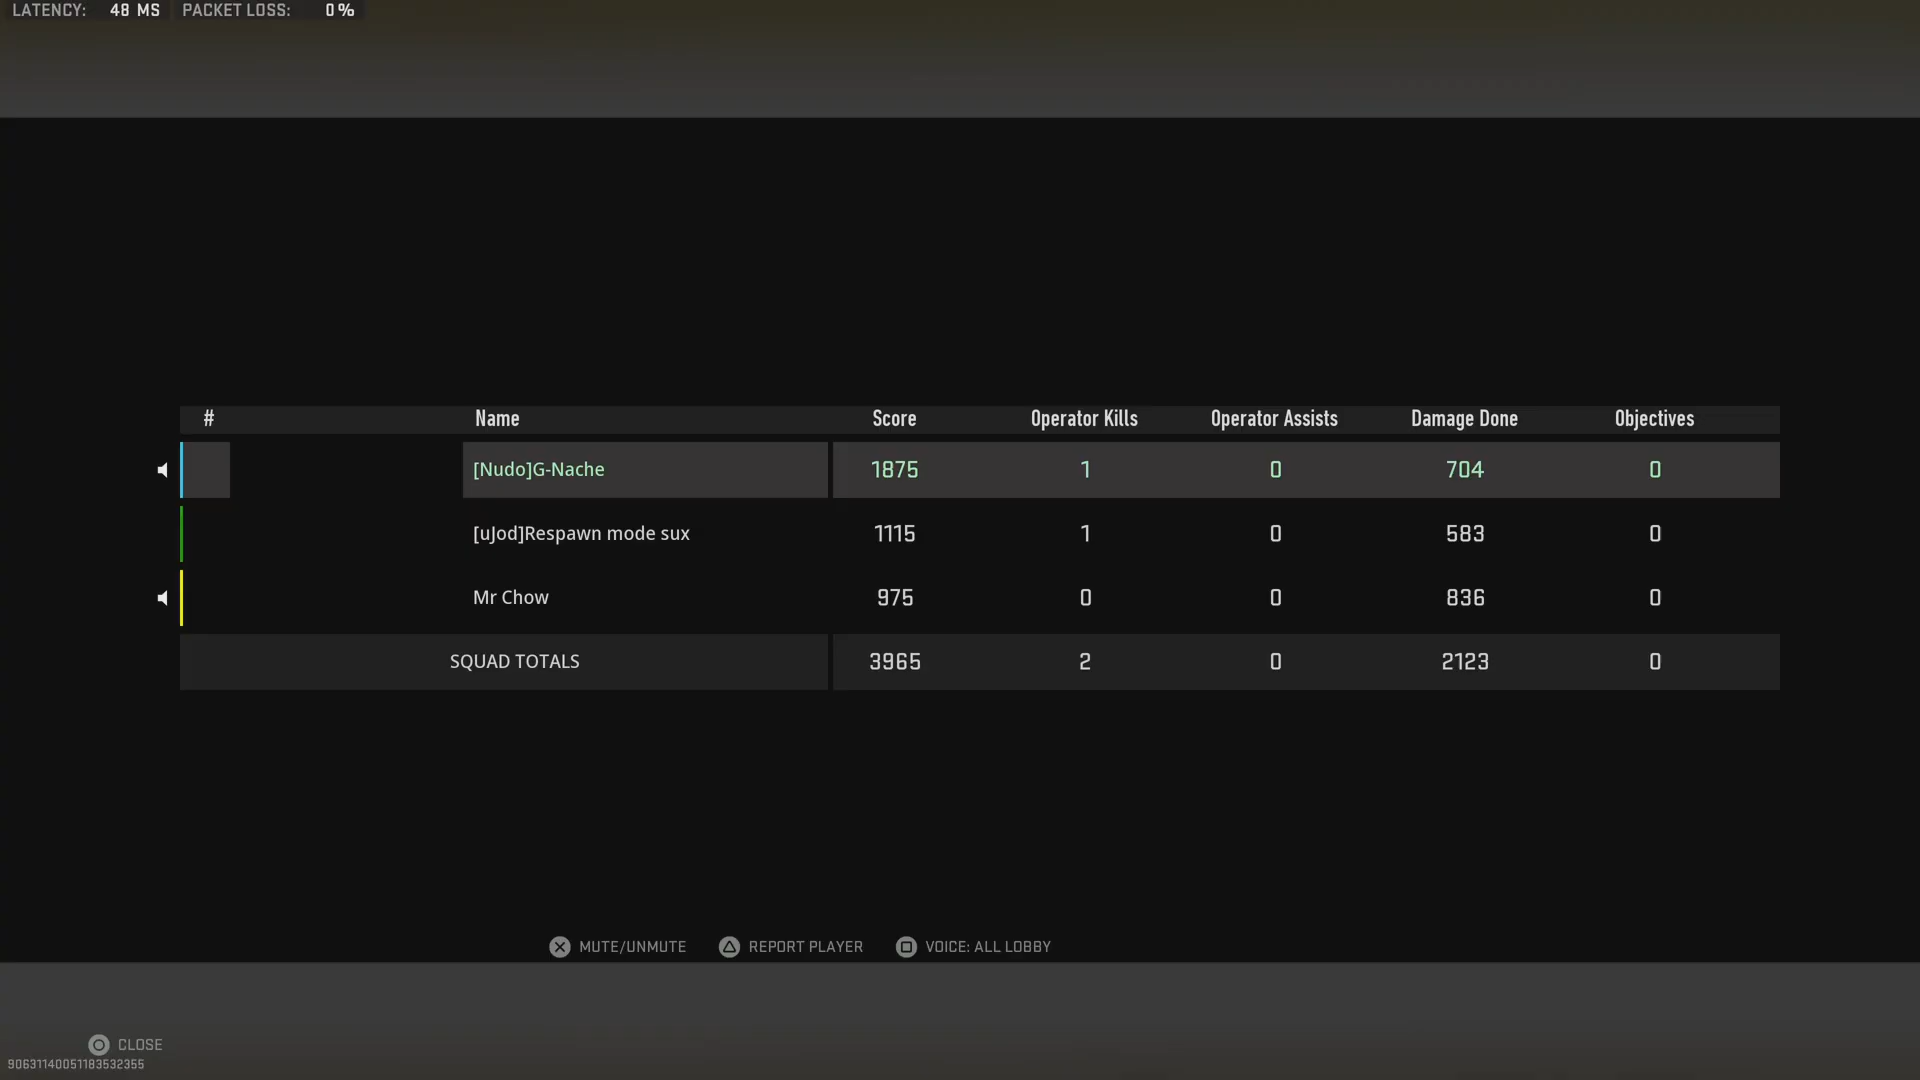 LATENCY: 48 MS PACKET LOSS: 0%
# Name Score Operator Kills Operator Assists Damage Done Objectives
[Nudo]G-Nache 1875 1 0 704 0
[uJod]Respawn mode sux 1115 1 0 583 0
Mr Chow 975 0 0 836 0
SQUAD TOTALS 3965 2 0 2123 0
MUTE/UNMUTE REPORT PLAYER VOICE: ALL LOBBY
CLOSE
90631140051183532355